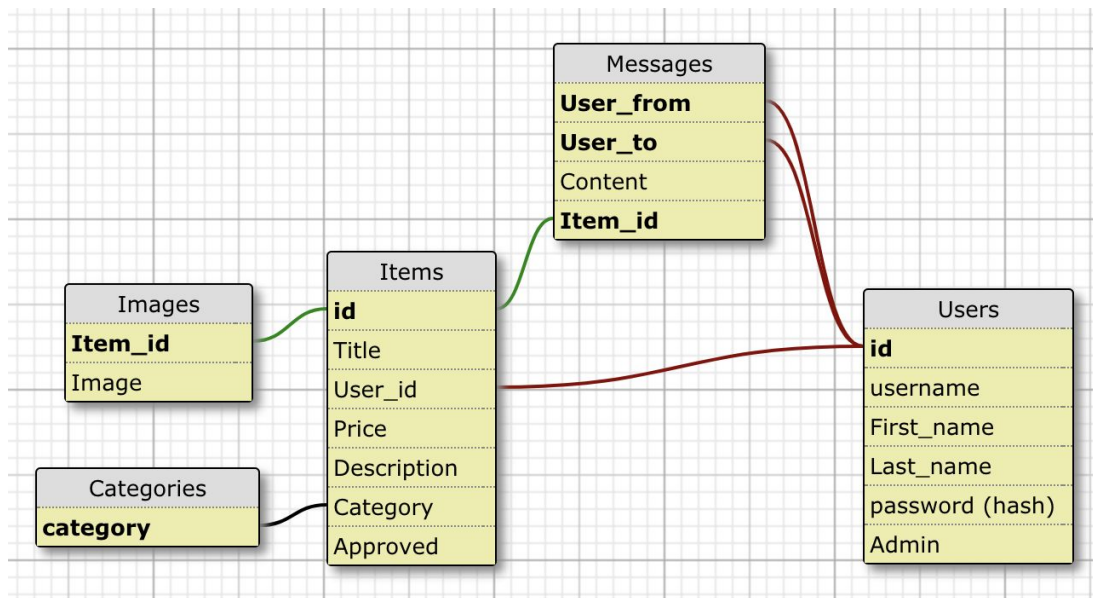 Messages
User_from
User_to
Content
Item_id
Items
id
Title
User_id
Price
Description
Category
Approved
Images
Item_id
Image
Categories
category
Users
id
username
First_name
Last_name
password (hash)
Admin